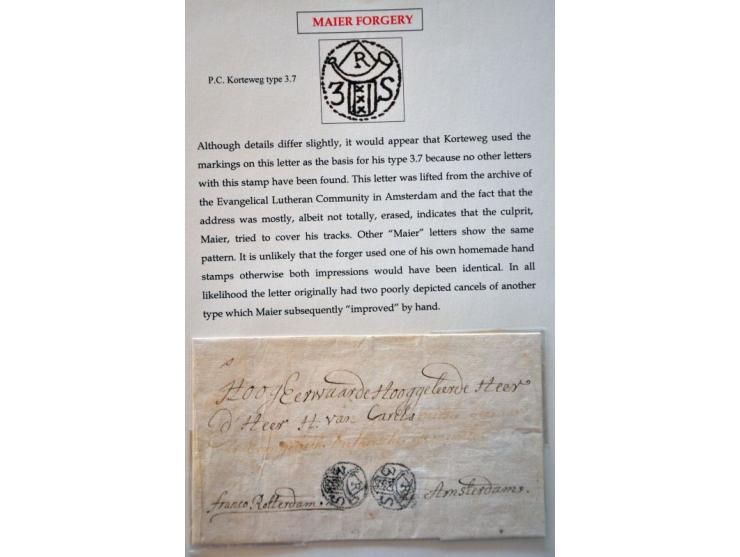 MAIER FORGERY
P.C. Korteweg type 3.7
R
3 S
XXX
Although details differ slightly, it would appear that Korteweg used the
markings on this letter as the basis for his type 3.7 because no other letters
with this stamp have been found. This letter was lifted from the archive of
the Evangelical Lutheran Community in Amsterdam and the fact that the
address was mostly, albeit not totally, erased, indicates that the culprit,
Maier, tried to cover his tracks. Other “Maier” letters show the same
pattern. It is unlikely that the forger used one of his own homemade hand
stamps otherwise both impressions would have been identical. In all
likelihood the letter originally had two poorly depicted cancels of another
type which Maier subsequently “improved” by hand.
HoogEerwaarde Hooggeleerde Heer
d'Heer H. van
franco Rotterdam.
3 R S
3 R S
Amsterdam.